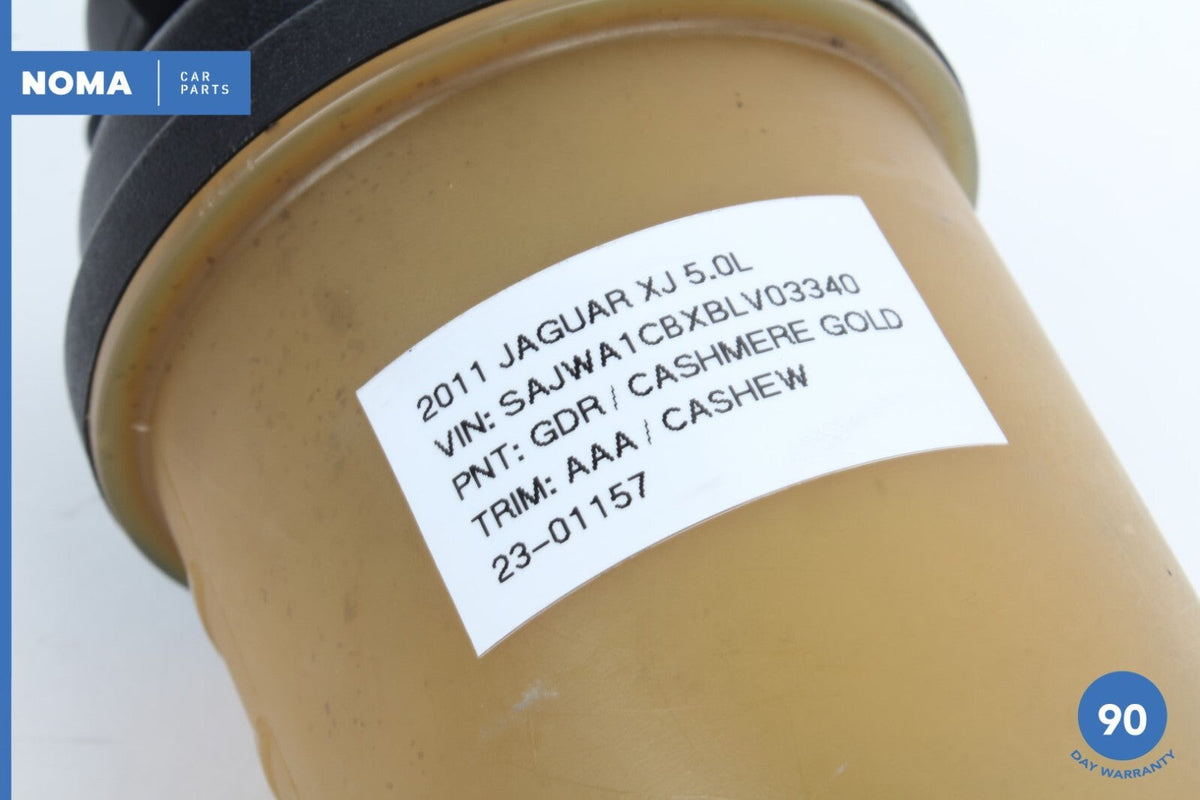 NOMA
CAR
PARTS
2011 JAGUAR XJ 5.0L
VIN: SAJWA1CBXBLV03340
PNT: GDR / CASHMERE GOLD
TRIM: AAA / CASHEW
23-01157
90
DAY WARRANTY